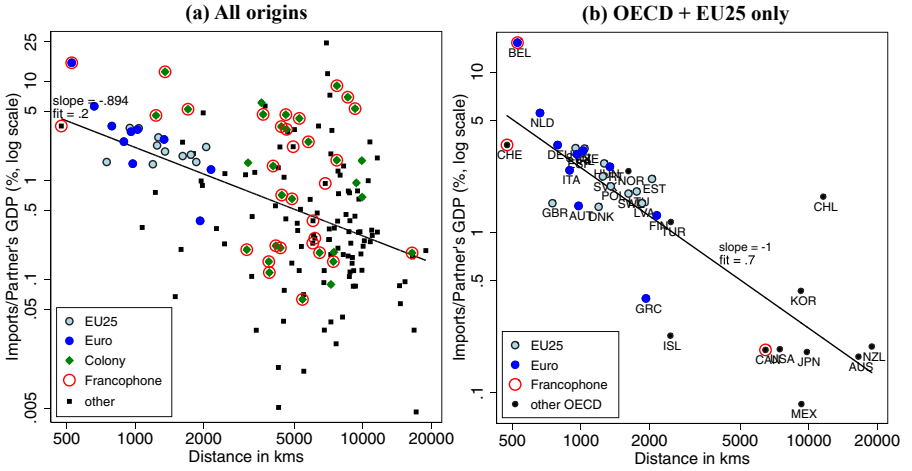 (a) All origins
Imports/Partner's GDP (%, log scale)
25
10
5
1
.5
.1
.05
.005
slope = -.894
fit = .2
EU25
Euro
Colony
Francophone
other
500
1000
2000
5000
10000
20000
Distance in kms
(b) OECD + EU25 only
Imports/Partner's GDP (%, log scale)
10
5
1
.5
.1
BEL
NLD
CHE
ITA
NOR
EST
GBR
AUT
DNK
LVA
FIN
TUR
CHL
slope = -1
fit = .7
KOR
GRC
ISL
CAN
USA
JPN
NZL
AUS
MEX
EU25
Euro
Francophone
other OECD
500
1000
2000
5000
10000
20000
Distance in kms